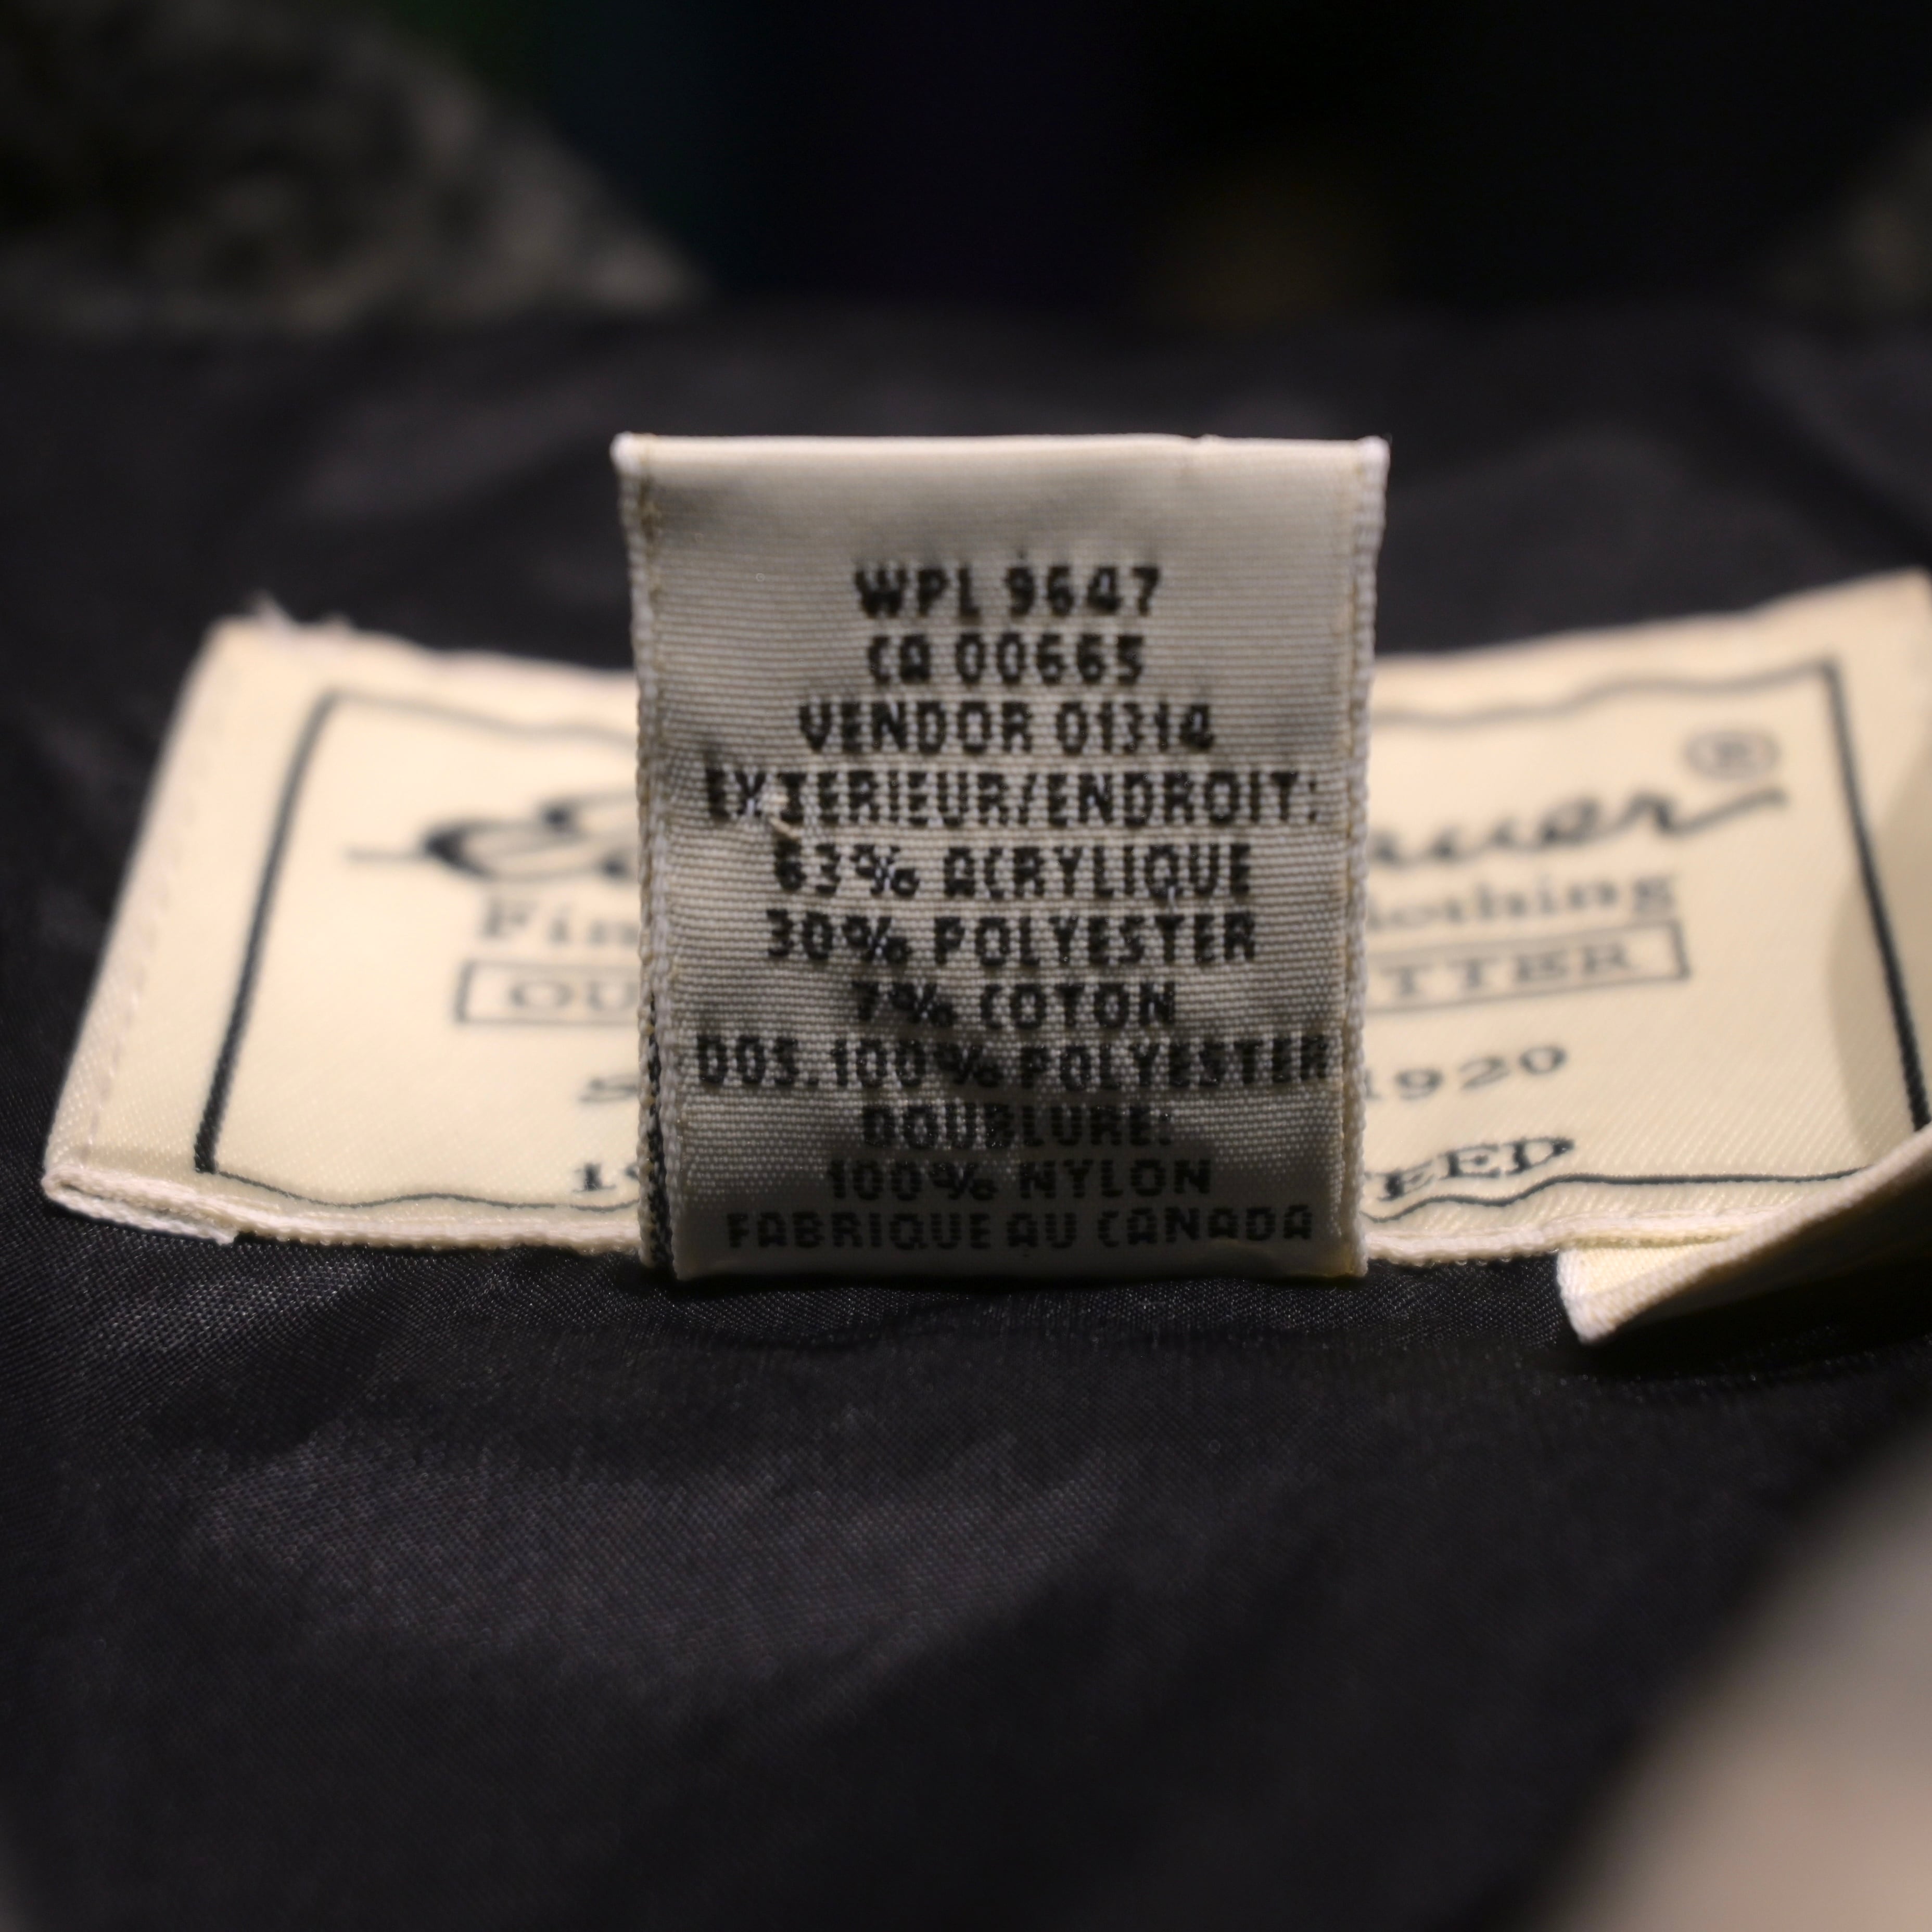 WPL 9647
CA 00665
VENDOR 01314
EXTERIEUR/ENDROIT:
63% ACRYLIQUE
30% POLYESTER
7% COTON
DOS.100% POLYESTER
DOUBLURE:
100% NYLON
FABRIQUE AU CANADA
®
1920